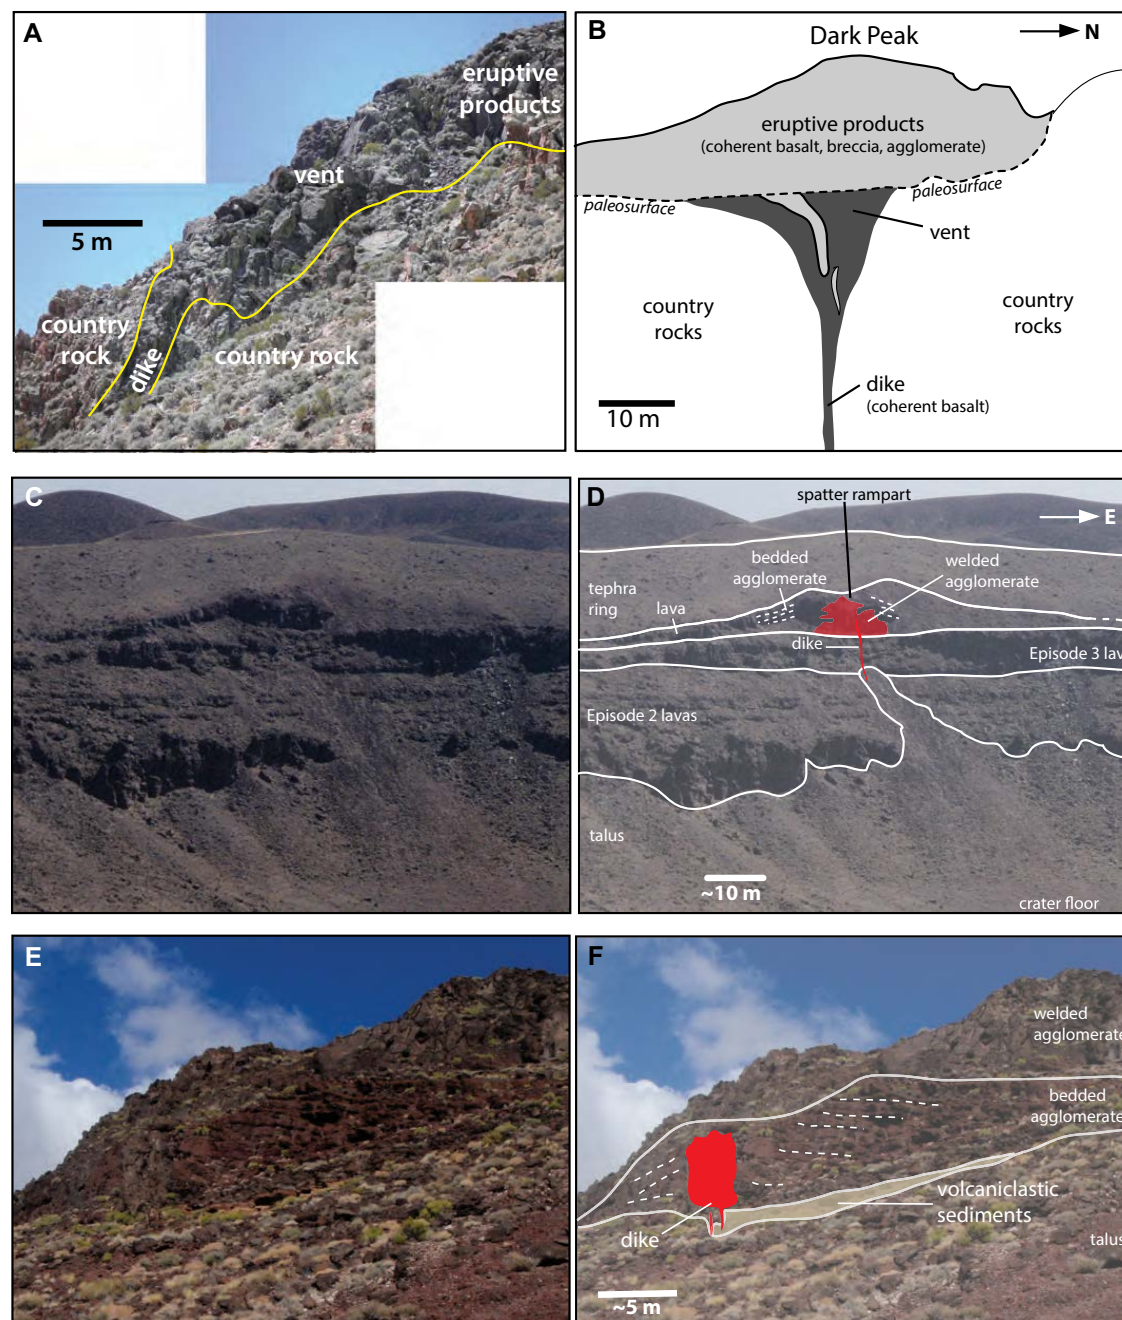 A
eruptive
products
vent
5 m
country
rock
dike
country rock
B
Dark Peak
N
eruptive products
(coherent basalt, breccia, agglomerate)
paleosurface
paleosurface
vent
country
rocks
country
rocks
dike
(coherent basalt)
10 m
C
D
spatter rampart
E
bedded
agglomerate
welded
agglomerate
tephra
ring
lava
dike
Episode 3 lav
Episode 2 lavas
talus
~10 m
crater floor
E
F
welded
agglomerate
bedded
agglomerate
volcaniclastic
sediments
dike
talus
~5 m